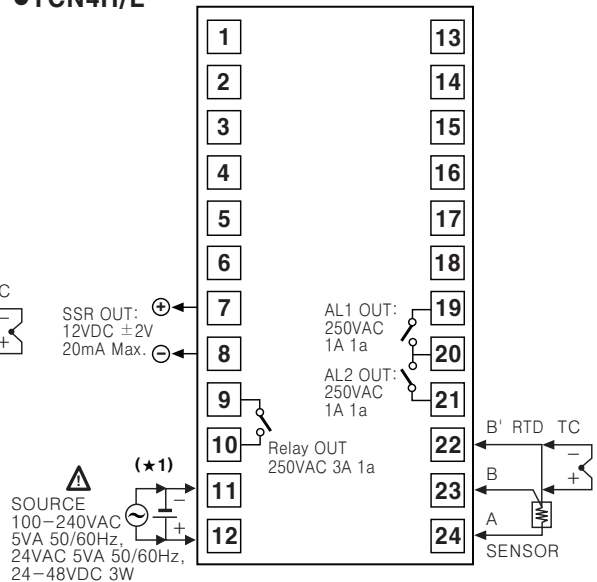 ●TCN4H/L
1 13
2 14
3 15
4 16
5 17
6 18
7 19
8 20
9 21
10 22
11 23
12 24
C
−
+
SSR OUT:
12VDC ±2V
20mA Max.
+
−
Relay OUT
250VAC 3A 1a
(★1)
−
+
SOURCE
100−240VAC
5VA 50/60Hz,
24VAC 5VA 50/60Hz,
24−48VDC 3W
AL1 OUT:
250VAC
1A 1a
AL2 OUT:
250VAC
1A 1a
B' RTD TC
B
A
−
+
SENSOR